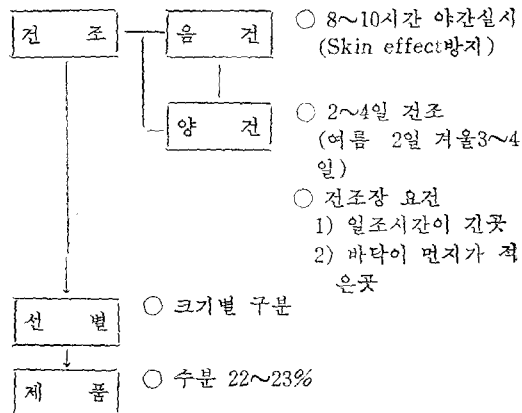 건 조
음 건
○ 8~10시간 야간실시
(Skin effect방지)
양 건
○ 2~4일 건조
(여름 2일 겨울3~4
일)
○ 건조장 요건
1) 일조시간이 긴곳
2) 바닥이 먼지가 적
은곳
선 별
○ 크기별 구분
제 품
○ 수분 22~23%